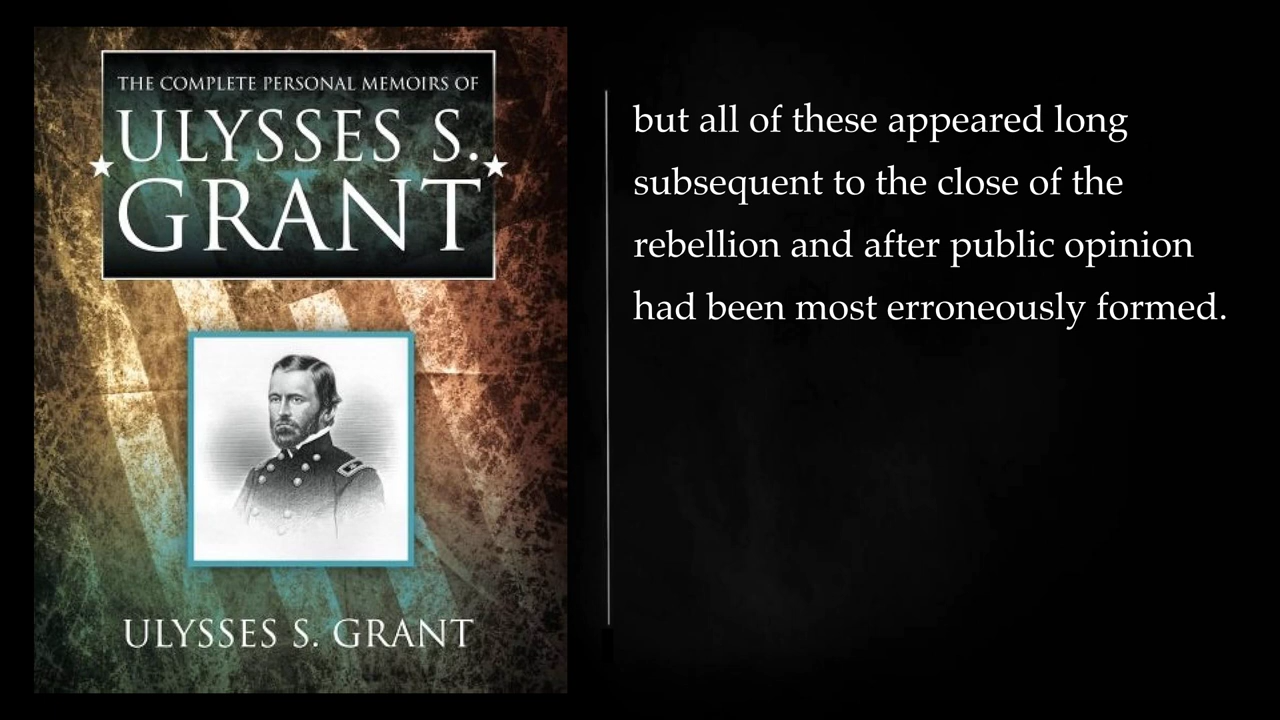 THE COMPLETE PERSONAL MEMOIRS OF
ULYSSES S.
GRANT
ULYSSES S. GRANT
but all of these appeared long
subsequent to the close of the
rebellion and after public opinion
had been most erroneously formed.